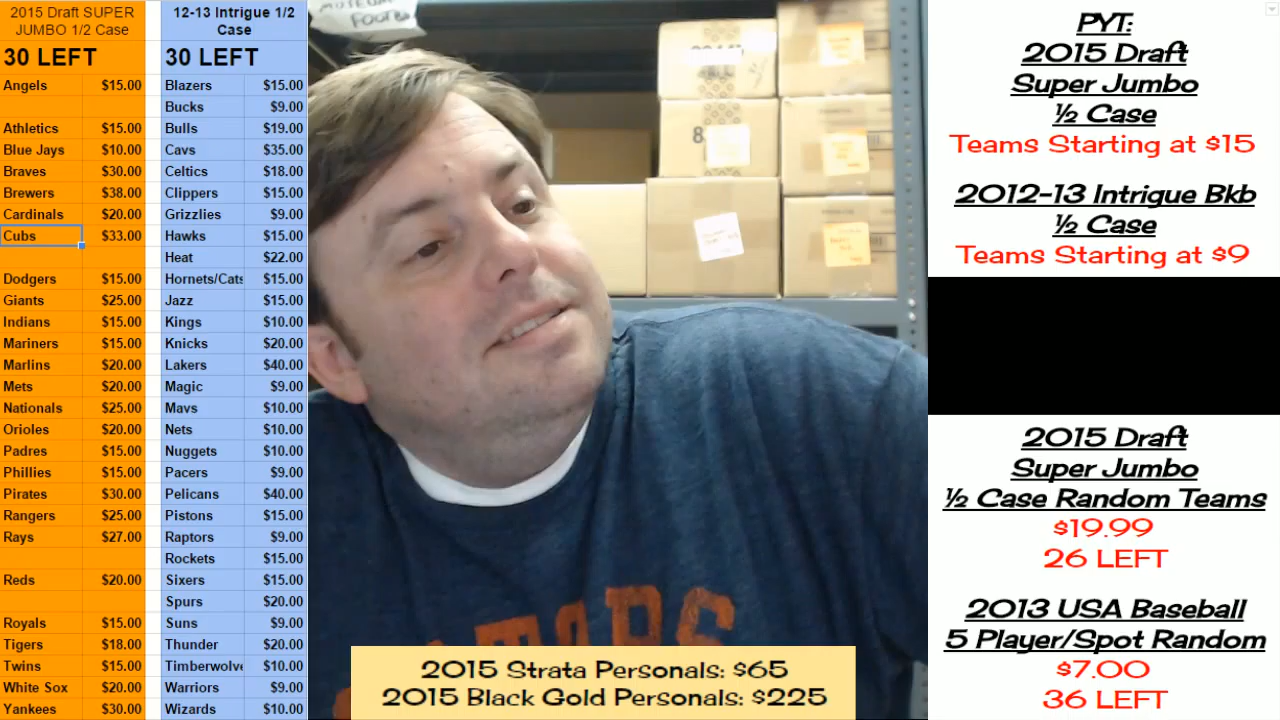 2015 Draft SUPER
JUMBO 1/2 Case
30 LEFT
Angels $15.00
Athletics $15.00
Blue Jays $10.00
Braves $30.00
Brewers $38.00
Cardinals $20.00
Cubs $33.00
Dodgers $15.00
Giants $25.00
Indians $15.00
Mariners $15.00
Marlins $20.00
Mets $20.00
Nationals $25.00
Orioles $20.00
Padres $15.00
Phillies $15.00
Pirates $30.00
Rangers $25.00
Rays $27.00
Reds $20.00
Royals $15.00
Tigers $18.00
Twins $15.00
White Sox $20.00
Yankees $30.00
12-13 Intrigue 1/2
Case
30 LEFT
Blazers $15.00
Bucks $9.00
Bulls $19.00
Cavs $35.00
Celtics $18.00
Clippers $15.00
Grizzlies $9.00
Hawks $15.00
Heat $22.00
Hornets/Cats $15.00
Jazz $15.00
Kings $10.00
Knicks $20.00
Lakers $40.00
Magic $9.00
Mavs $10.00
Nets $10.00
Nuggets $10.00
Pacers $9.00
Pelicans $40.00
Pistons $15.00
Raptors $9.00
Rockets $15.00
Sixers $15.00
Spurs $20.00
Suns $9.00
Thunder $20.00
Timberwolve $10.00
Warriors $9.00
Wizards $10.00
MUSEUM
FOOTB
8
2015 Strata Personals: $65
2015 Black Gold Personals: $225
PYT:
2015 Draft
Super Jumbo
½ Case
Teams Starting at $15
2012-13 Intrigue Bkb
½ Case
Teams Starting at $9
2015 Draft
Super Jumbo
½ Case Random Teams
$19.99
26 LEFT
2013 USA Baseball
5 Player/Spot Random
$7.00
36 LEFT